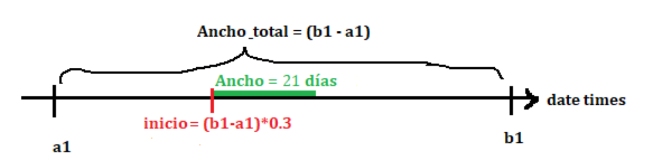 Ancho_total = (b1 - a1)
Ancho = 21 días
date times
inicio = (b1-a1)*0.3
a1
b1